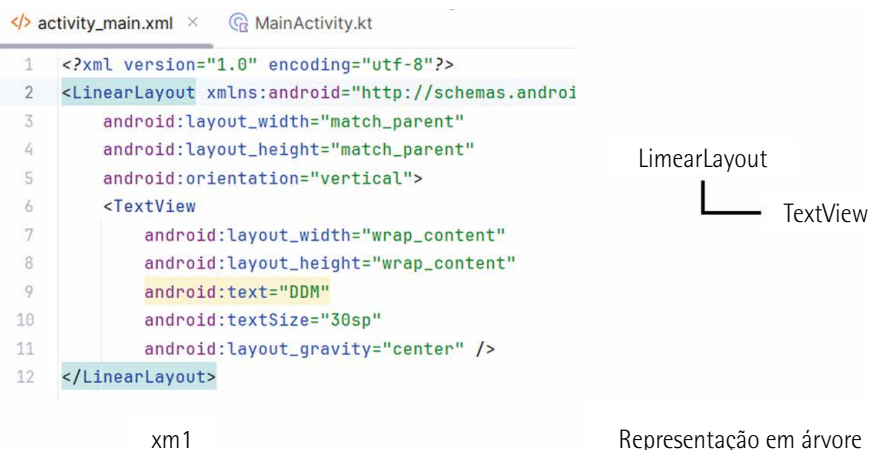 </> activity_main.xml × MainActivity.kt
1 <?xml version="1.0" encoding="utf-8"?>
2 <LinearLayout xmlns:android="http://schemas.androi
3 android:layout_width="match_parent"
4 android:layout_height="match_parent"
5 android:orientation="vertical">
6 <TextView
7 android:layout_width="wrap_content"
8 android:layout_height="wrap_content"
9 android:text="DDM"
10 android:textSize="30sp"
11 android:layout_gravity="center" />
12 </LinearLayout>
LimearLayout
TextView
xm1
Representação em árvore